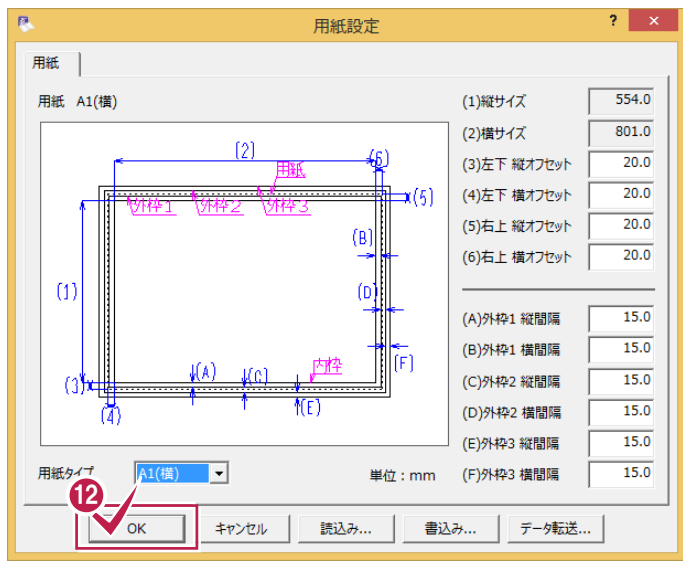 用紙設定
? ×
用紙
用紙 A1(横)
(2)
(6)
用紙
(5)
外枠1
外枠2
外枠3
(B)
(1)
(D)
(F)
内枠
(A)
(C)
(3)
(4)
(E)
用紙タイプ
A1(横)
単位：mm
(1)縦サイズ 554.0
(2)横サイズ 801.0
(3)左下 縦オフセット 20.0
(4)左下 横オフセット 20.0
(5)右上 縦オフセット 20.0
(6)右上 横オフセット 20.0
(A)外枠1 縦間隔 15.0
(B)外枠1 横間隔 15.0
(C)外枠2 縦間隔 15.0
(D)外枠2 横間隔 15.0
(E)外枠3 縦間隔 15.0
(F)外枠3 横間隔 15.0
12
OK キャンセル 読込み... 書込み... データ転送...